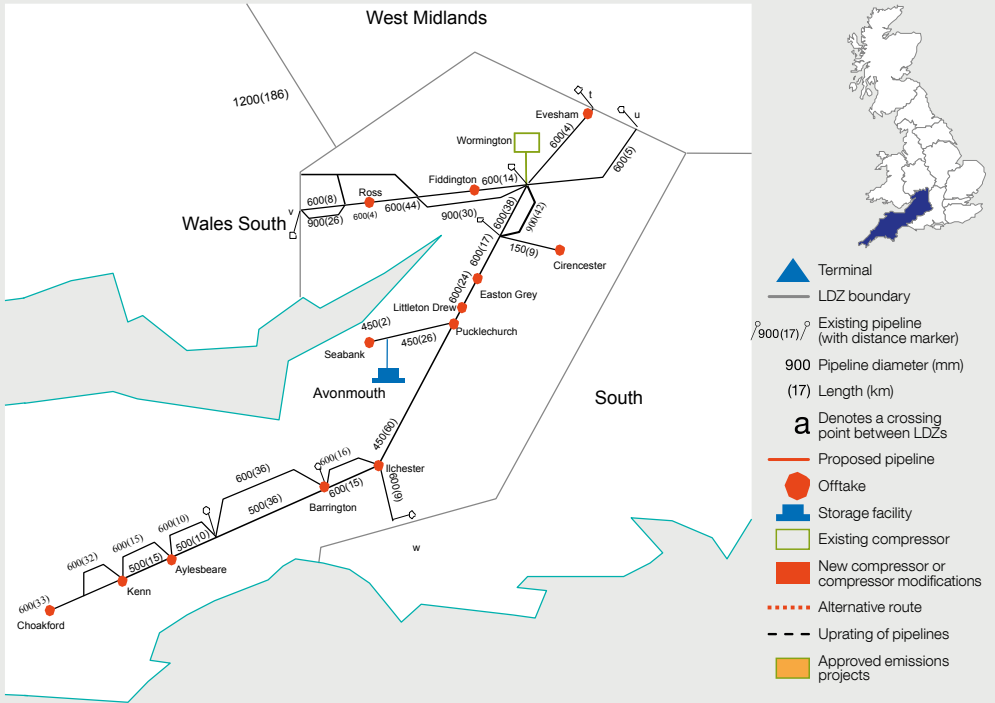 West Midlands
1200(186)
t
Evesham
u
Wormington
600(4)
600(5)
Fiddington
600(14)
Ross
600(8)
600(4)
600(44)
900(30)
900(26)
v
Wales South
600(38)
900(42)
600(17)
150(9)
Cirencester
600(24)
Easton Grey
Littleton Drew
Pucklechurch
450(2)
450(26)
Seabank
Avonmouth
South
450(60)
600(16)
Ilchester
600(15)
600(9)
Barrington
600(36)
500(36)
w
600(10)
500(10)
Aylesbeare
600(15)
500(15)
Kenn
600(32)
600(33)
Choakford
Terminal
LDZ boundary
900(17)
Existing pipeline
(with distance marker)
900 Pipeline diameter (mm)
(17) Length (km)
a Denotes a crossing
point between LDZs
Proposed pipeline
Offtake
Storage facility
Existing compressor
New compressor or
compressor modifications
Alternative route
Uprating of pipelines
Approved emissions
projects